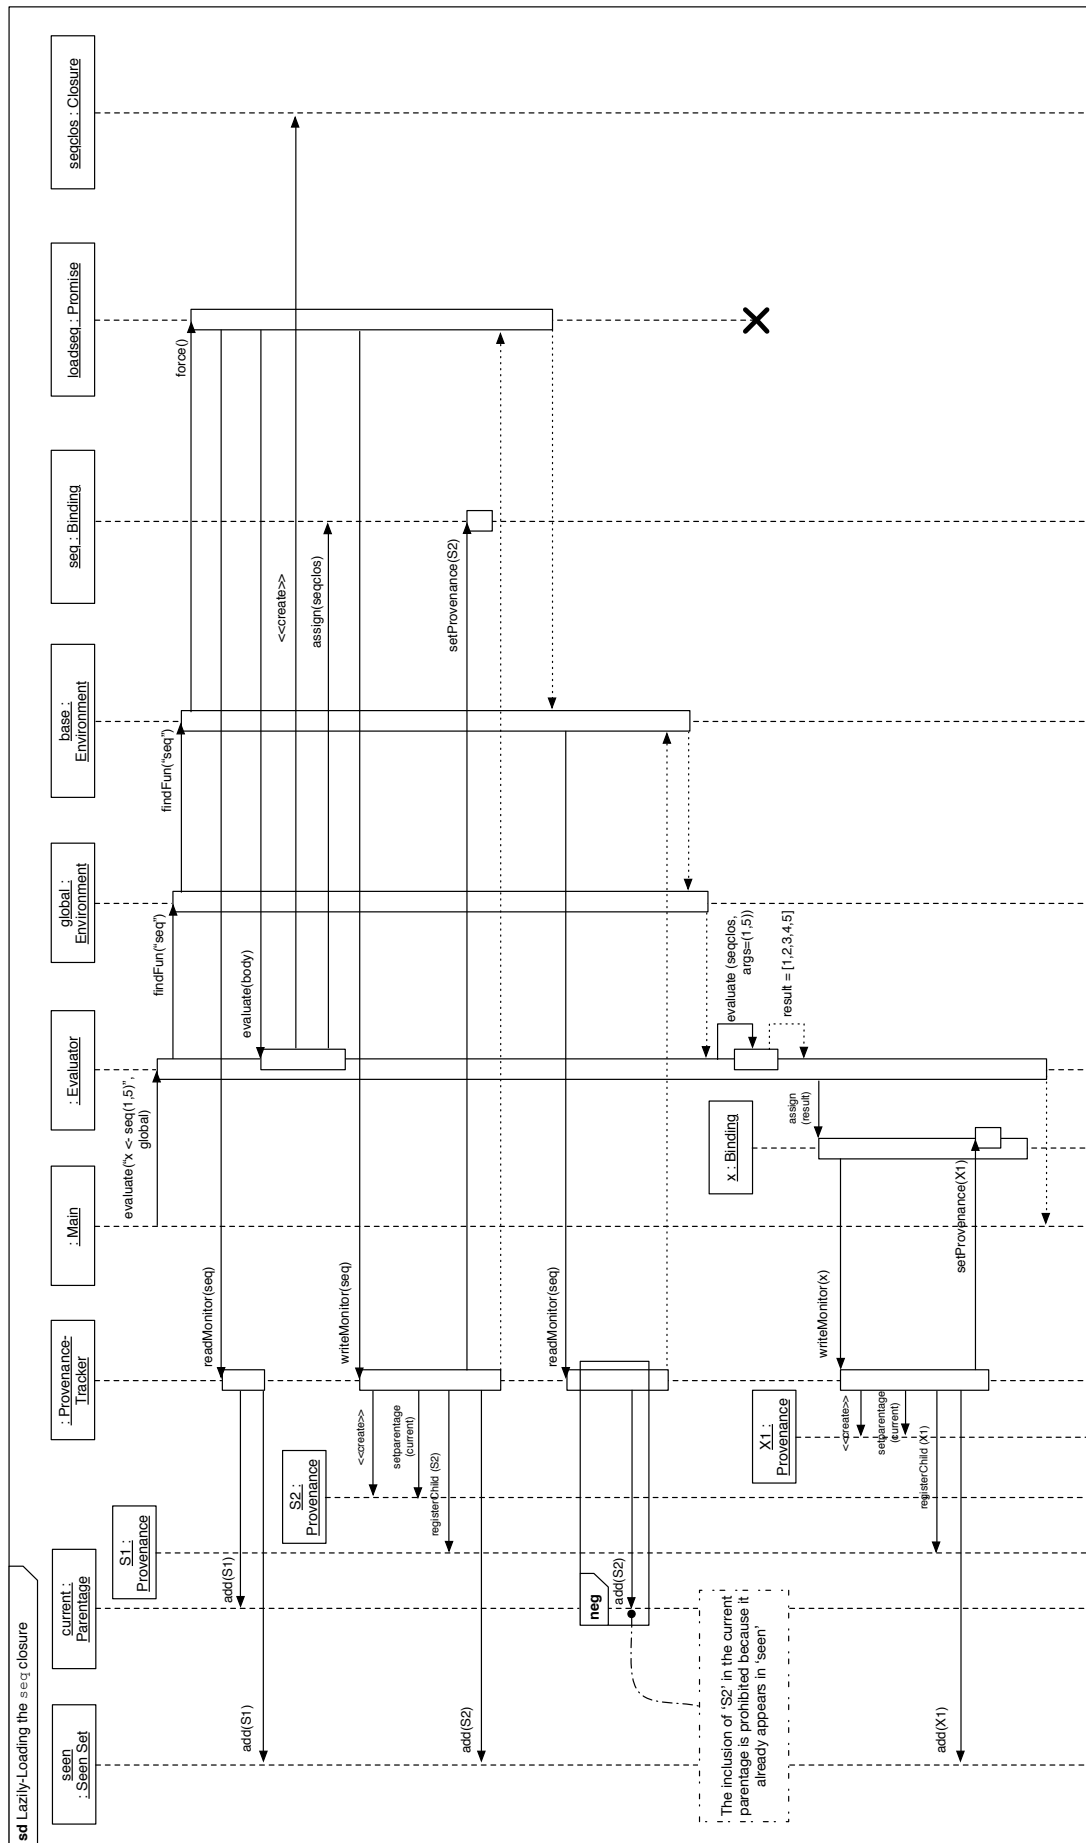 sd Lazily-Loading the seq closure
seen
: Seen Set
current :
Parentage
S1 :
Provenance
S2 :
Provenance
: Provenance-
Tracker
X1 :
Provenance
: Main
x : Binding
: Evaluator
global :
Environment
base :
Environment
seq : Binding
loadseq : Promise
seqclos : Closure
evaluate("x <- seq(1,5)",
global)
findFun("seq")
findFun("seq")
force()
readMonitor(seq)
add(S1)
add(S1)
evaluate(body)
<<create>>
assign(seqclos)
writeMonitor(seq)
<<create>>
setparentage
(current)
registerChild (S2)
setProvenance(S2)
add(S2)
readMonitor(seq)
neg
add(S2)
The inclusion of 'S2' in the current
parentage is prohibited because it
already appears in 'seen'
evaluate (seqclos,
args=(1,5))
result = [1,2,3,4,5]
assign
(result)
writeMonitor(x)
<<create>>
setparentage
(current)
registerChild (X1)
add(X1)
setProvenance(X1)